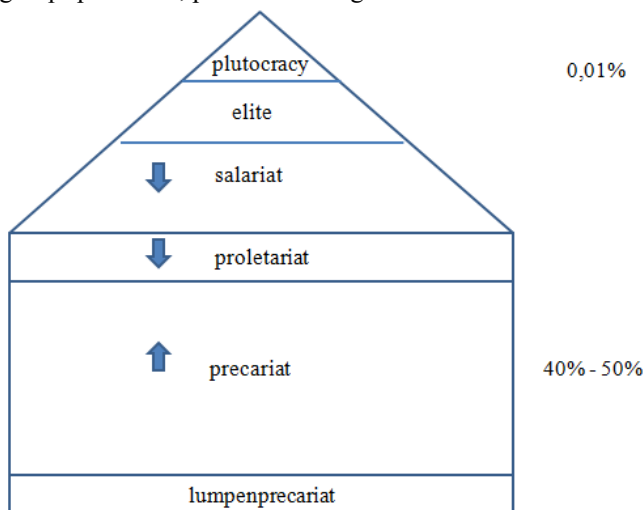 plutocracy
0,01%
elite
salariat
proletariat
precariat
40% - 50%
lumpenprecariat